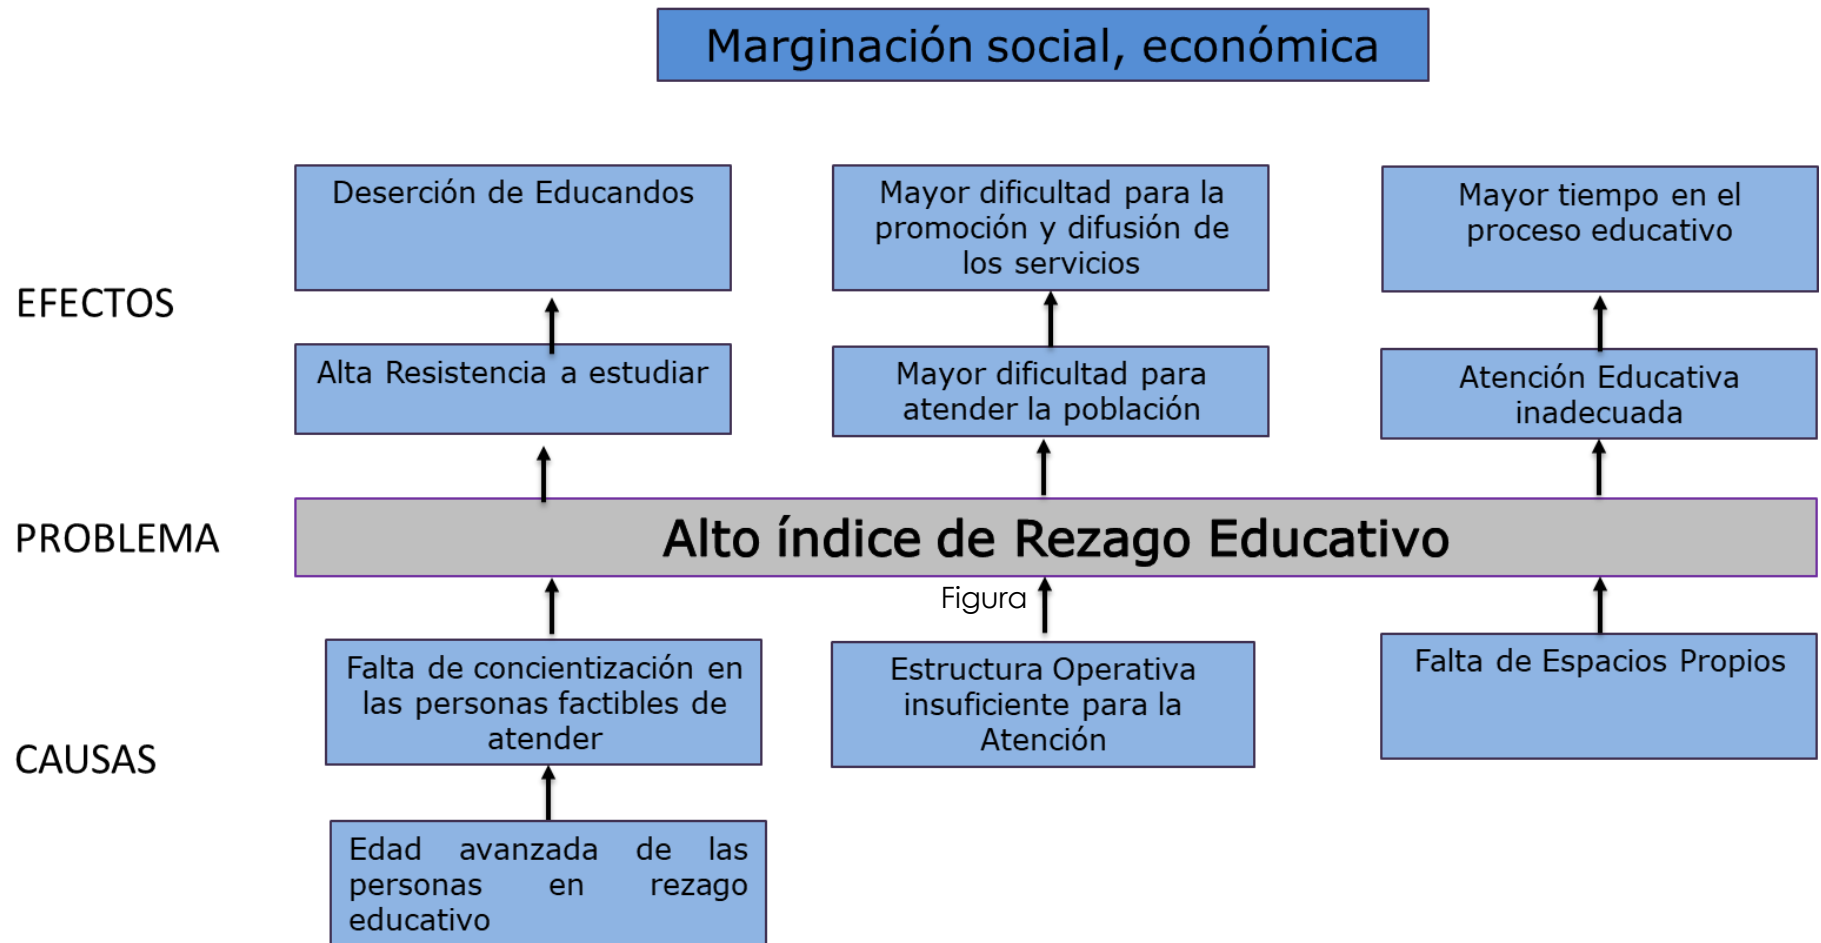 Marginación social, económica
Deserción de Educandos
Mayor dificultad para la
promoción y difusión de
los servicios
Mayor tiempo en el
proceso educativo
EFECTOS
Alta Resistencia a estudiar
Mayor dificultad para
atender la población
Atención Educativa
inadecuada
PROBLEMA
Alto índice de Rezago Educativo
Figura
Falta de concientización en
las personas factibles de
atender
Estructura Operativa
insuficiente para la
Atención
Falta de Espacios Propios
CAUSAS
Edad avanzada de las
personas en rezago
educativo